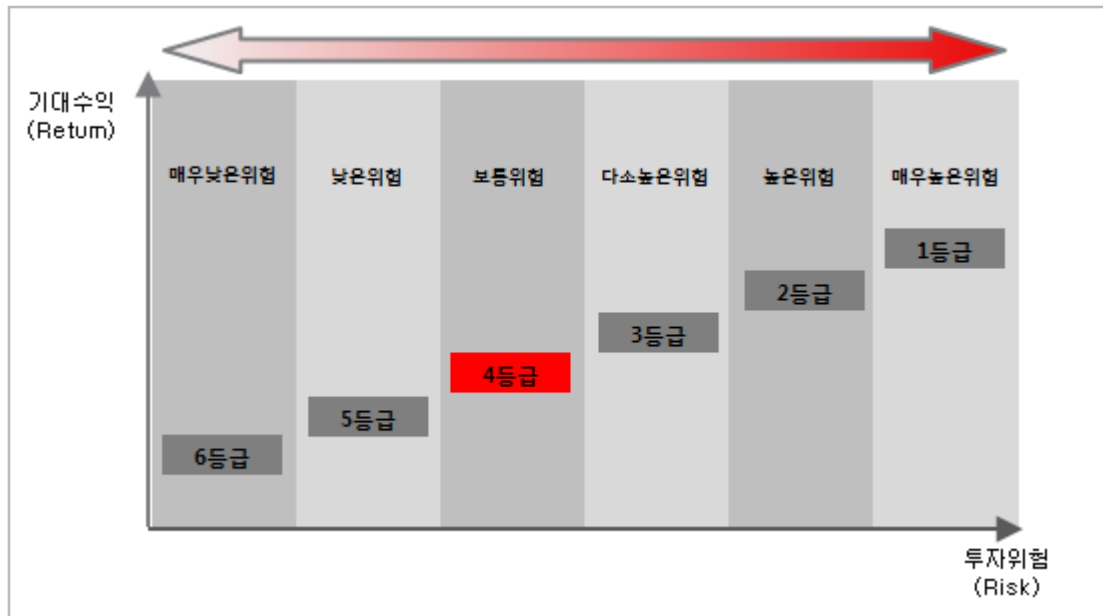 기대수익
(Return)
매우낮은위험
낮은위험
보통위험
다소높은위험
높은위험
매우높은위험
1등급
2등급
3등급
4등급
5등급
6등급
투자위험
(Risk)